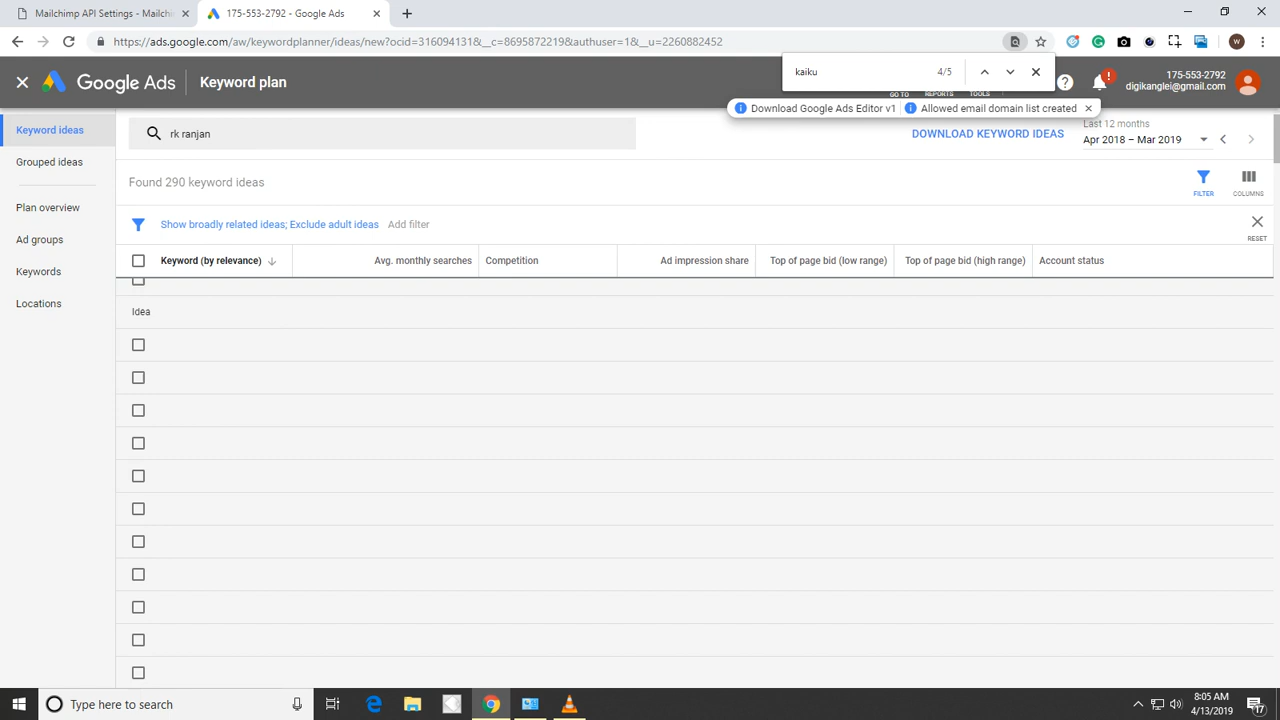 Mailchimp API Settings - Mailchi
175-553-2792 - Google Ads
https://ads.google.com/aw/keywordplanner/ideas/new?ocid=316094131&__c=8695872219&authuser=1&__u=2260882452
W
kaiku 4/5
Google Ads
Keyword plan
GO TO REPORTS TOOLS
!
175-553-2792
digikanglei@gmail.com
Download Google Ads Editor v1
Allowed email domain list created
Keyword ideas
Grouped ideas
Plan overview
Ad groups
Keywords
Locations
rk ranjan
DOWNLOAD KEYWORD IDEAS
Last 12 months
Apr 2018 – Mar 2019
Found 290 keyword ideas
FILTER
COLUMNS
Show broadly related ideas; Exclude adult ideas Add filter
RESET
Keyword (by relevance) Avg. monthly searches Competition Ad impression share Top of page bid (low range) Top of page bid (high range) Account status
Idea
Type here to search
8:05 AM
4/13/2019
17